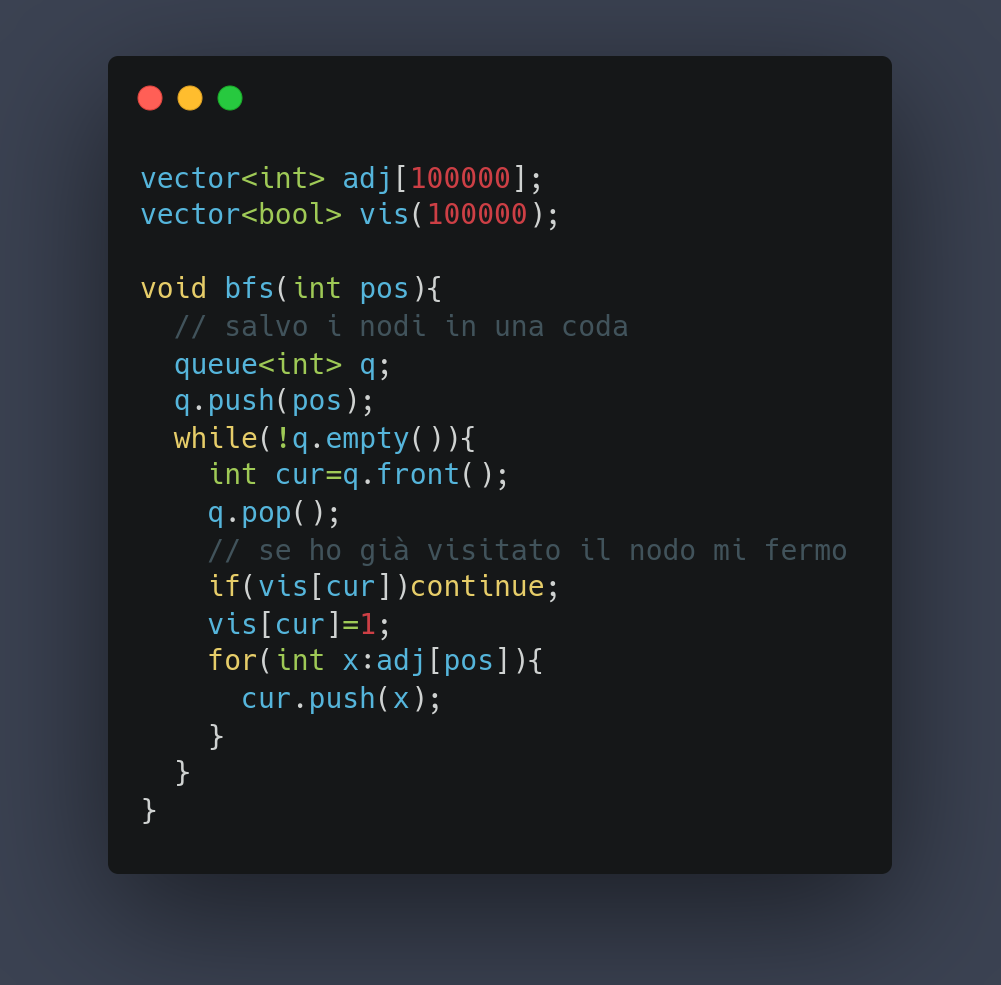 vector<int> adj[100000];
vector<bool> vis(100000);
void bfs(int pos){
// salvo i nodi in una coda
queue<int> q;
q.push(pos);
while(!q.empty()){
int cur=q.front();
q.pop();
// se ho già visitato il nodo mi fermo
if(vis[cur])continue;
vis[cur]=1;
for(int x:adj[pos]){
cur.push(x);
}
}
}